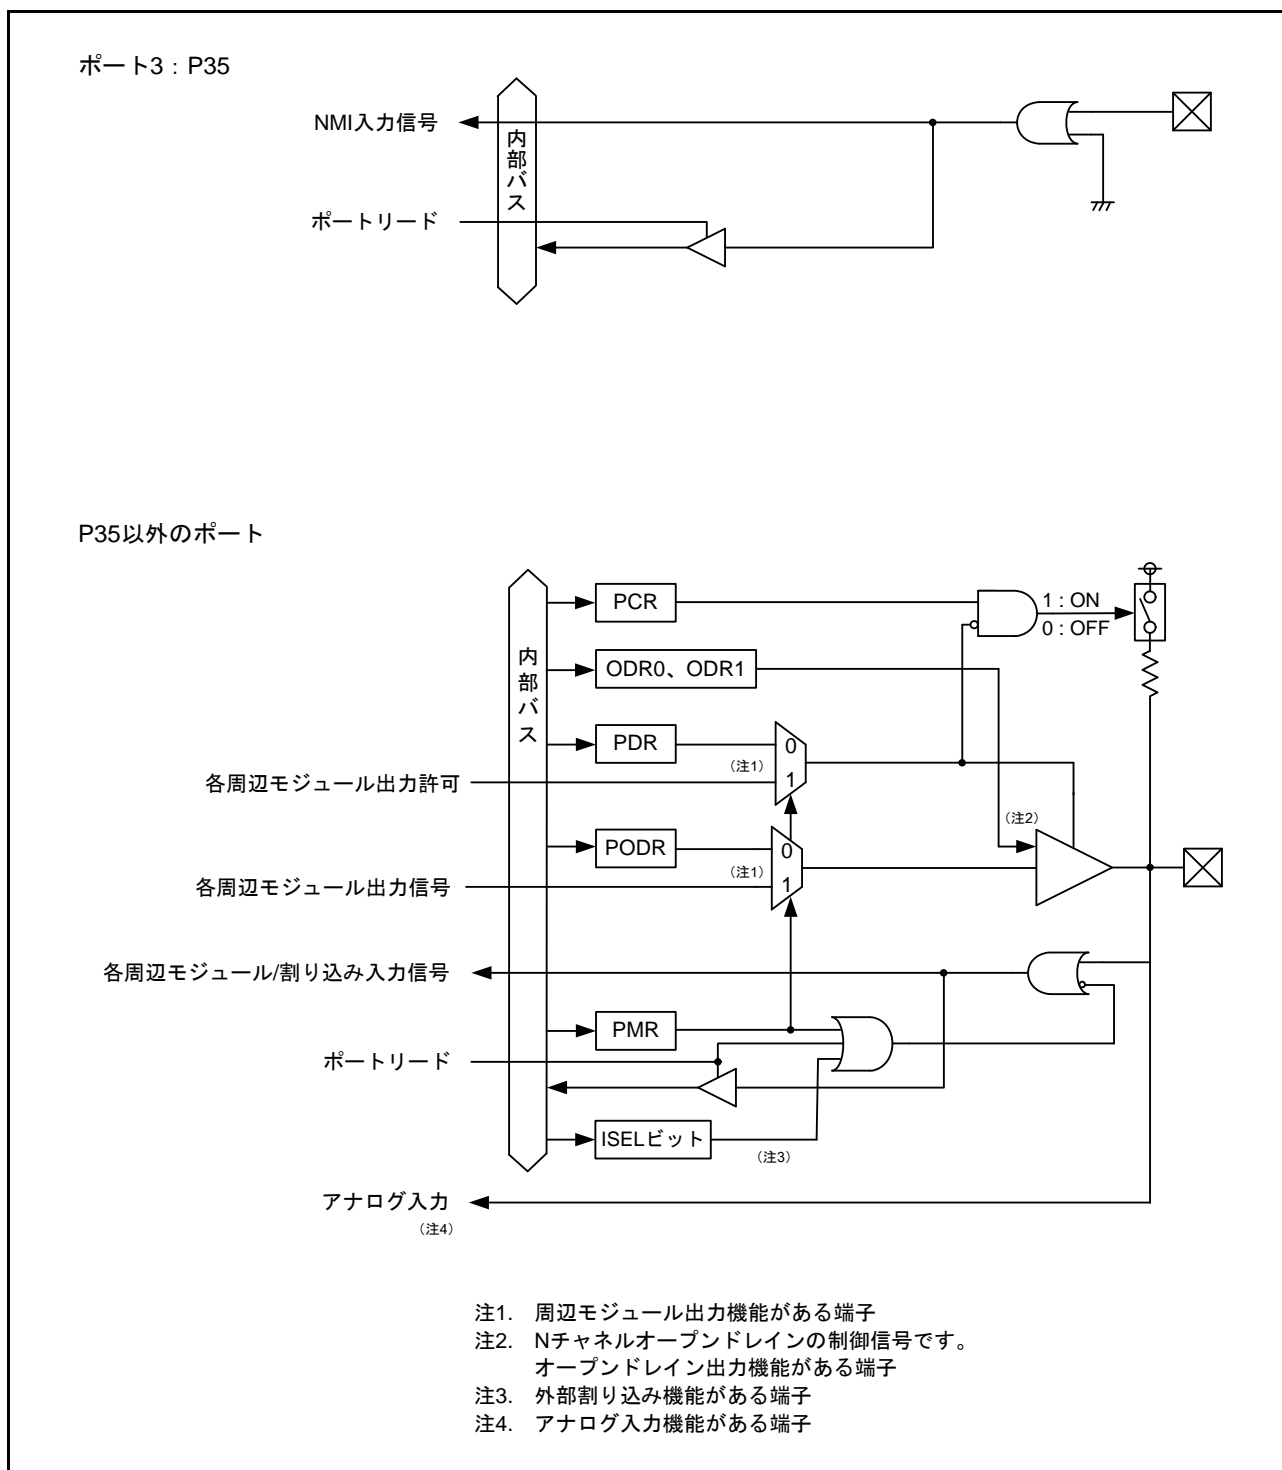 ポート3：P35
NMI入力信号
内部バス
ポートリード
P35以外のポート
PCR
1 : ON
0 : OFF
内部バス
ODR0、ODR1
PDR
0
（注1）
1
各周辺モジュール出力許可
（注2）
PODR
0
（注1）
1
各周辺モジュール出力信号
各周辺モジュール/割り込み入力信号
PMR
ポートリード
ISELビット
（注3）
アナログ入力
（注4）
注1. 周辺モジュール出力機能がある端子
注2. Nチャネルオープンドレインの制御信号です。
オープンドレイン出力機能がある端子
注3. 外部割り込み機能がある端子
注4. アナログ入力機能がある端子